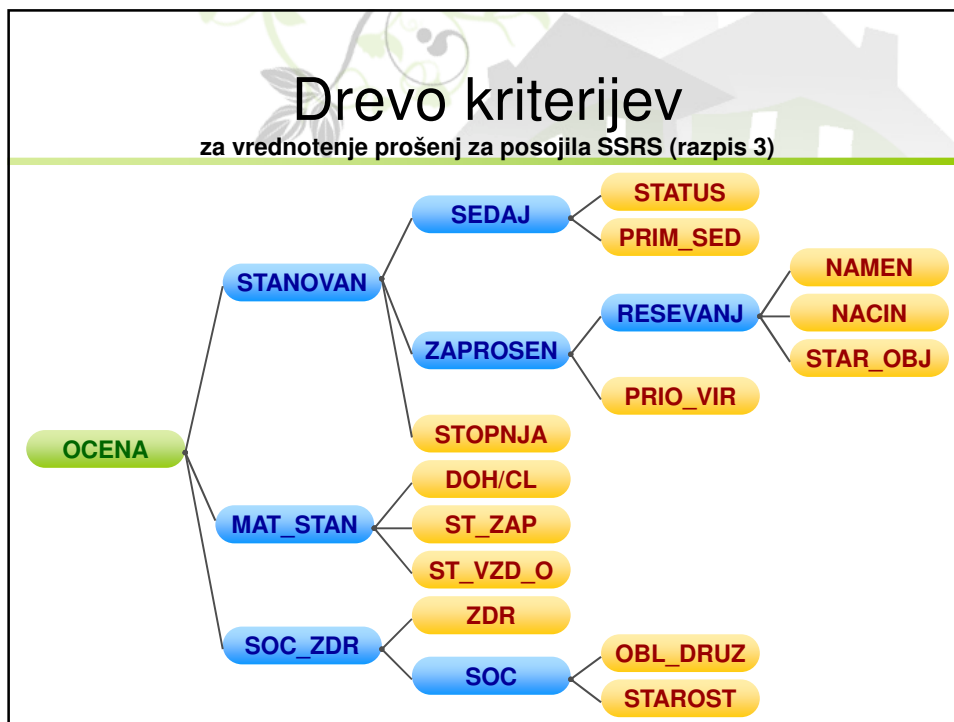 Drevo kriterijev
za vrednotenje prošenj za posojila SSRS (razpis 3)
OCENA
STANOVAN
SEDAJ
STATUS
PRIM_SED
ZAPROSEN
RESEVANJ
NAMEN
NACIN
STAR_OBJ
PRIO_VIR
STOPNJA
MAT_STAN
DOH/CL
ST_ZAP
ST_VZD_O
SOC_ZDR
ZDR
SOC
OBL_DRUZ
STAROST